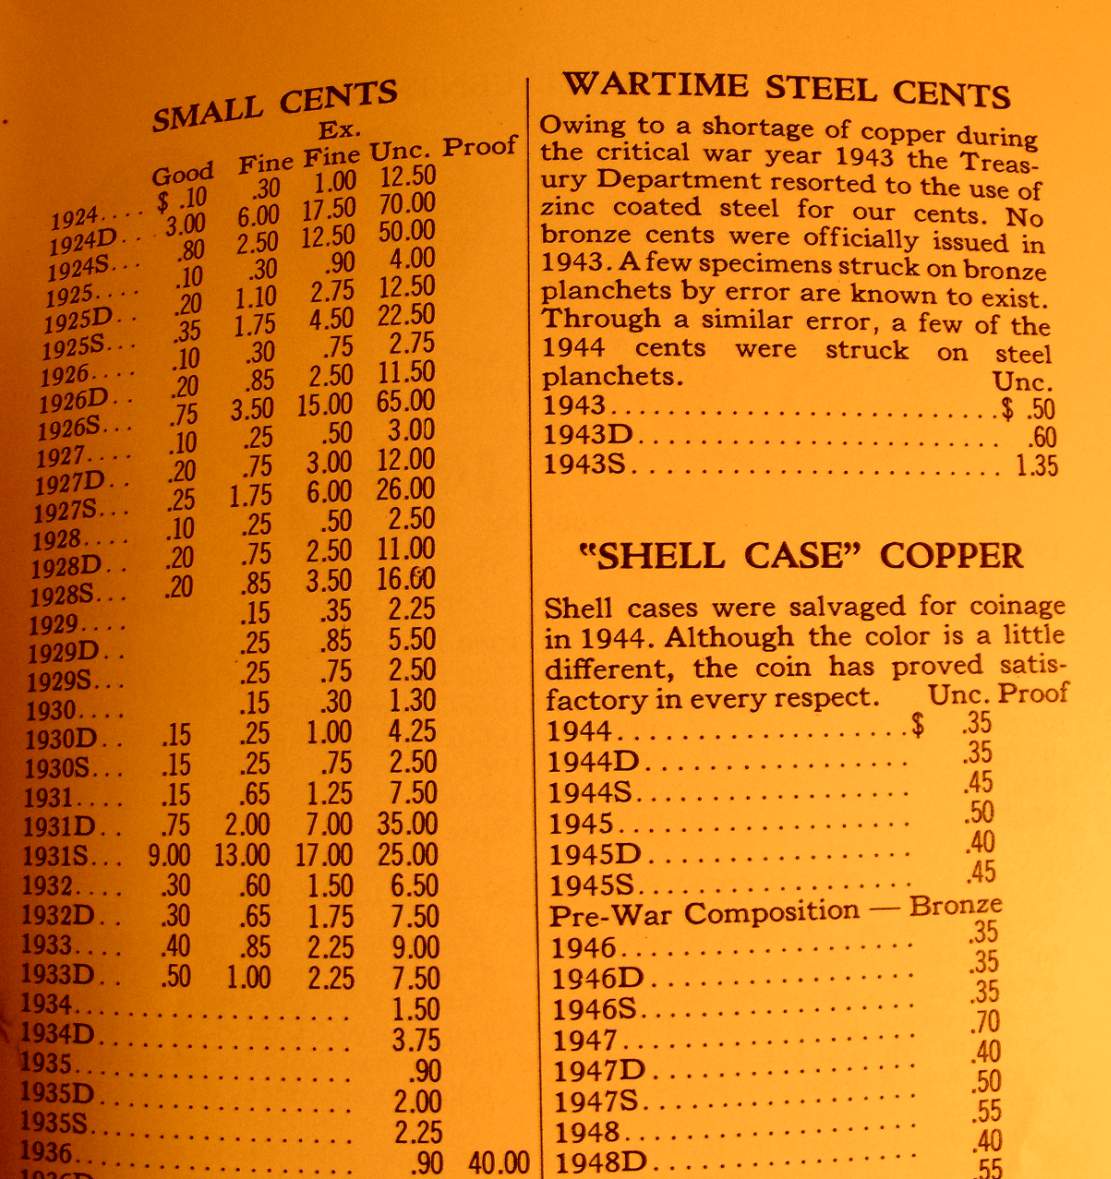 SMALL CENTS
Ex.
Good Fine Fine Unc. Proof
1924.... $ .10 .30 1.00 12.50
1924D.. 3.00 6.00 17.50 70.00
1924S... .80 2.50 12.50 50.00
1925.... .10 .30 .90 4.00
1925D.. .20 1.10 2.75 12.50
1925S... .35 1.75 4.50 22.50
1926.... .10 .30 .75 2.75
1926D.. .20 .85 2.50 11.50
1926S... .75 3.50 15.00 65.00
1927.... .10 .25 .50 3.00
1927D.. .20 .75 3.00 12.00
1927S... .25 1.75 6.00 26.00
1928.... .10 .25 .50 2.50
1928D.. .20 .75 2.50 11.00
1928S... .20 .85 3.50 16.00
1929.... .15 .35 2.25
1929D.. .25 .85 5.50
1929S... .25 .75 2.50
1930.... .15 .30 1.30
1930D.. .15 .25 1.00 4.25
1930S... .15 .25 .75 2.50
1931.... .15 .65 1.25 7.50
1931D.. .75 2.00 7.00 35.00
1931S... 9.00 13.00 17.00 25.00
1932.... .30 .60 1.50 6.50
1932D.. .30 .65 1.75 7.50
1933.... .40 .85 2.25 9.00
1933D.. .50 1.00 2.25 7.50
1934.................. 1.50
1934D................. 3.75
1935.................. .90
1935D................. 2.00
1935S................. 2.25
1936.................. .90 40.00
1936D
WARTIME STEEL CENTS
Owing to a shortage of copper during
the critical war year 1943 the Treas-
ury Department resorted to the use of
zinc coated steel for our cents. No
bronze cents were officially issued in
1943. A few specimens struck on bronze
planchets by error are known to exist.
Through a similar error, a few of the
1944 cents were struck on steel
planchets. Unc.
1943...........................$ .50
1943D......................... .60
1943S.......................... 1.35
"SHELL CASE" COPPER
Shell cases were salvaged for coinage
in 1944. Although the color is a little
different, the coin has proved satis-
factory in every respect. Unc. Proof
1944....................$ .35
1944D.................. .35
1944S................... .45
1945.................... .50
1945D.................. .40
1945S................... .45
Pre-War Composition — Bronze
1946.................... .35
1946D.................. .35
1946S................... .35
1947.................... .70
1947D.................. .40
1947S................... .50
1948.................... .55
1948D.................. .40
.55